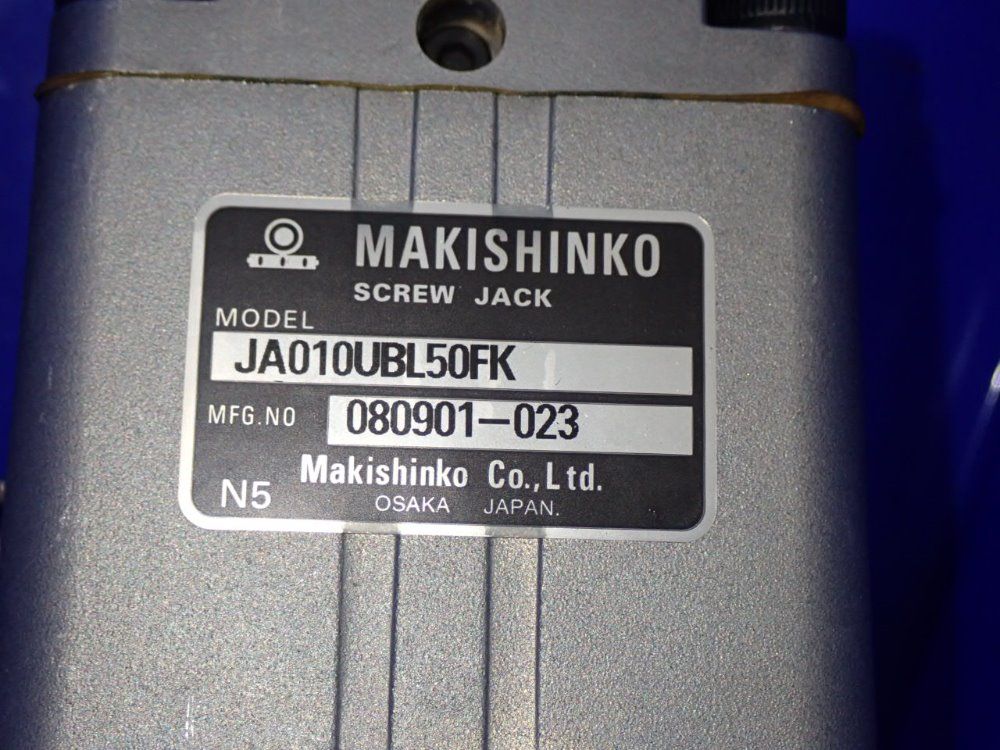 MAKISHINKO
SCREW JACK
MODEL
JA010UBL50FK
MFG.NO 080901-023
Makishinko Co.,Ltd.
N5 OSAKA JAPAN.